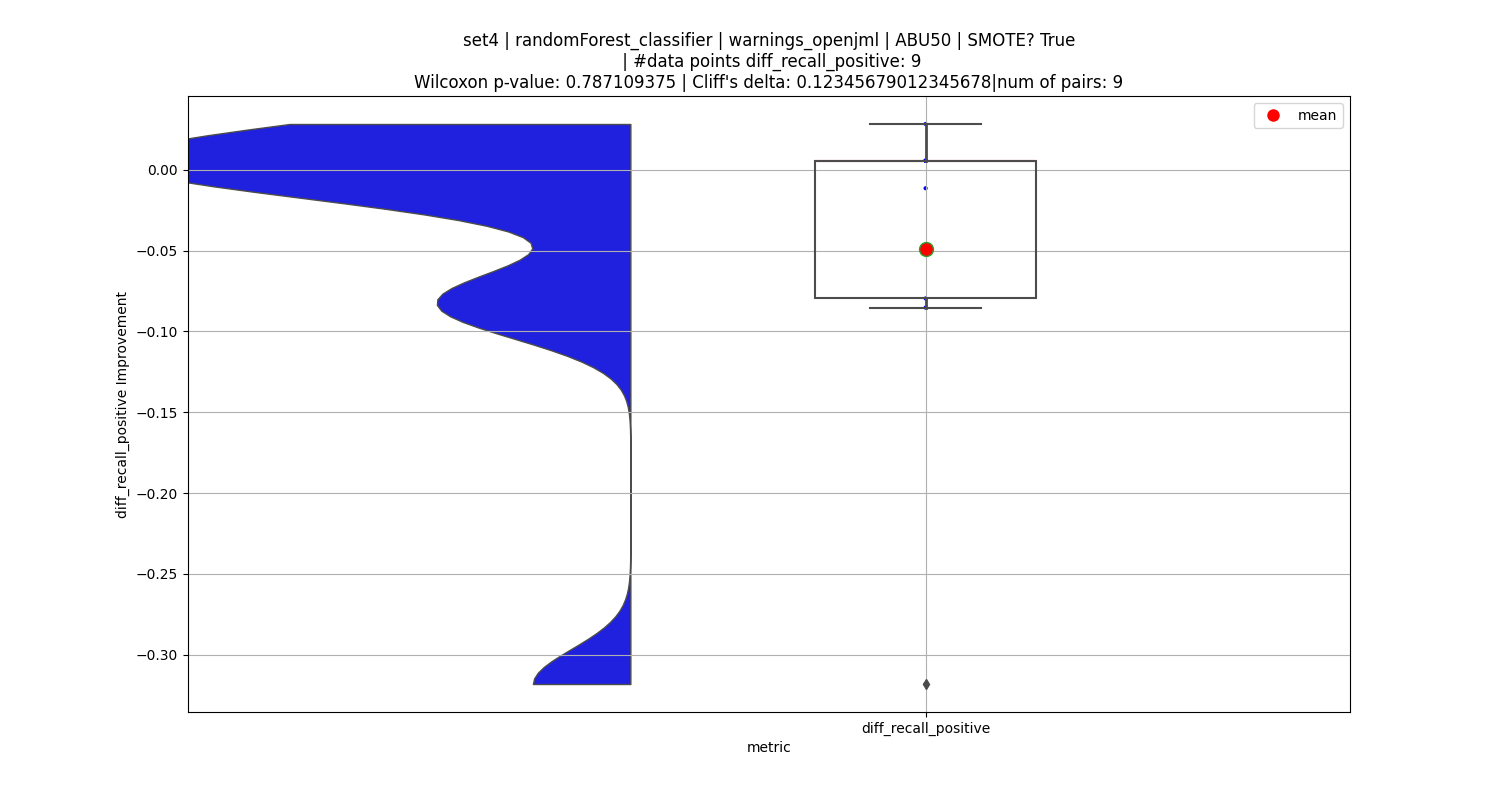 set4 | randomForest_classifier | warnings_openjml | ABU50 | SMOTE? True
| #data points diff_recall_positive: 9
Wilcoxon p-value: 0.787109375 | Cliff's delta: 0.12345679012345678|num of pairs: 9
mean
0.00
−0.05
−0.10
−0.15
−0.20
−0.25
−0.30
diff_recall_positive Improvement
diff_recall_positive
metric